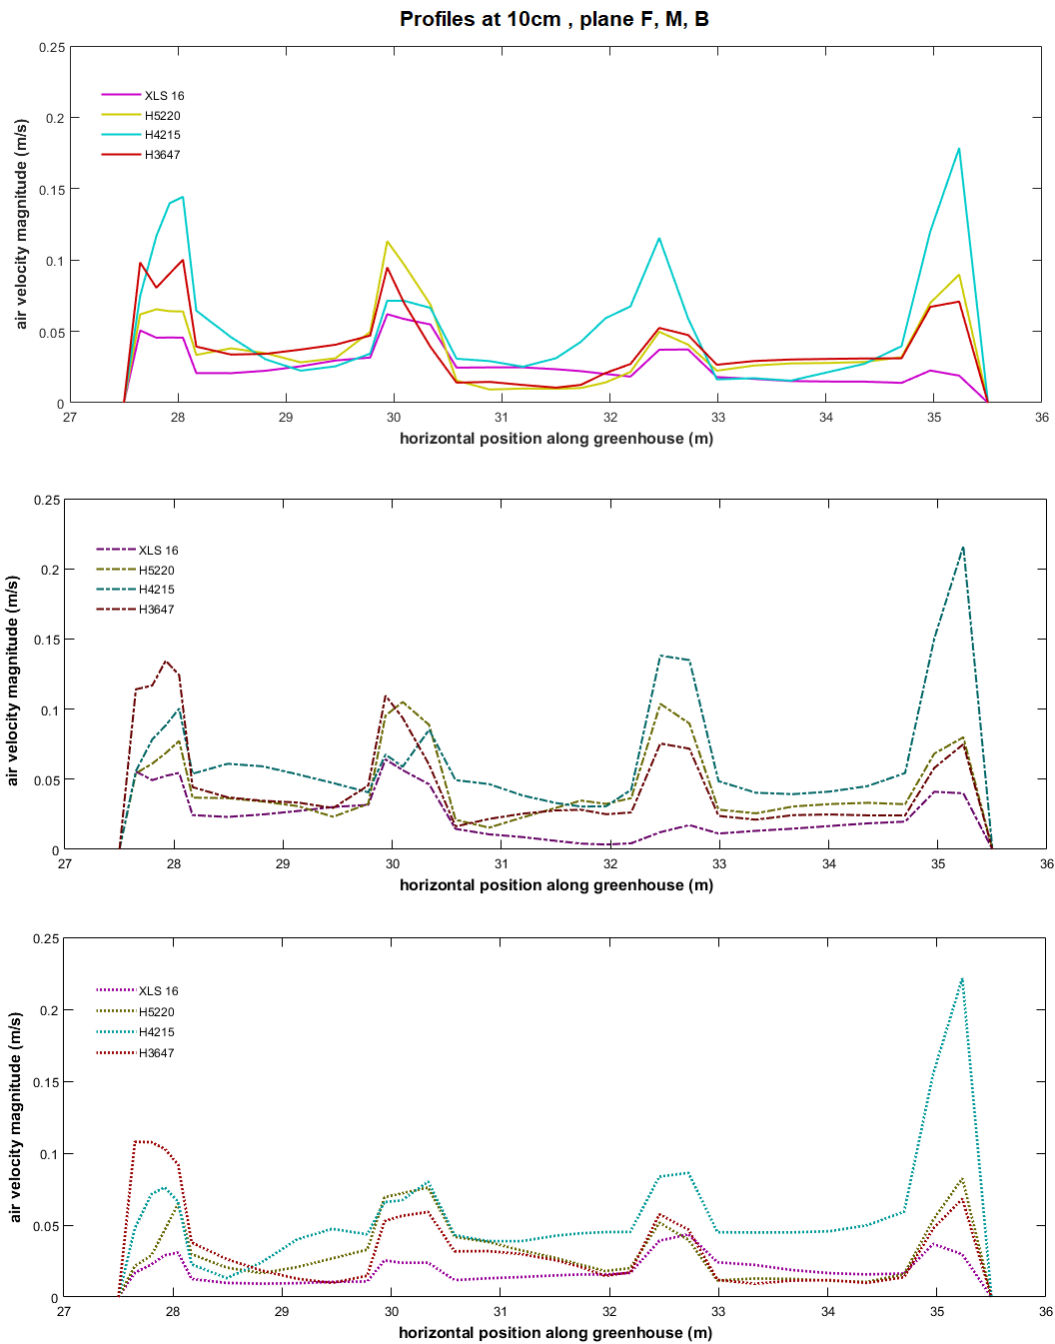 Profiles at 10cm , plane F, M, B
0.25
0.2
0.15
0.1
0.05
0
air velocity magnitude (m/s)
XLS 16
H5220
H4215
H3647
27 28 29 30 31 32 33 34 35 36
horizontal position along greenhouse (m)
0.25
0.2
0.15
0.1
0.05
0
air velocity magnitude (m/s)
XLS 16
H5220
H4215
H3647
27 28 29 30 31 32 33 34 35 36
horizontal position along greenhouse (m)
0.25
0.2
0.15
0.1
0.05
0
air velocity magnitude (m/s)
XLS 16
H5220
H4215
H3647
27 28 29 30 31 32 33 34 35 36
horizontal position along greenhouse (m)